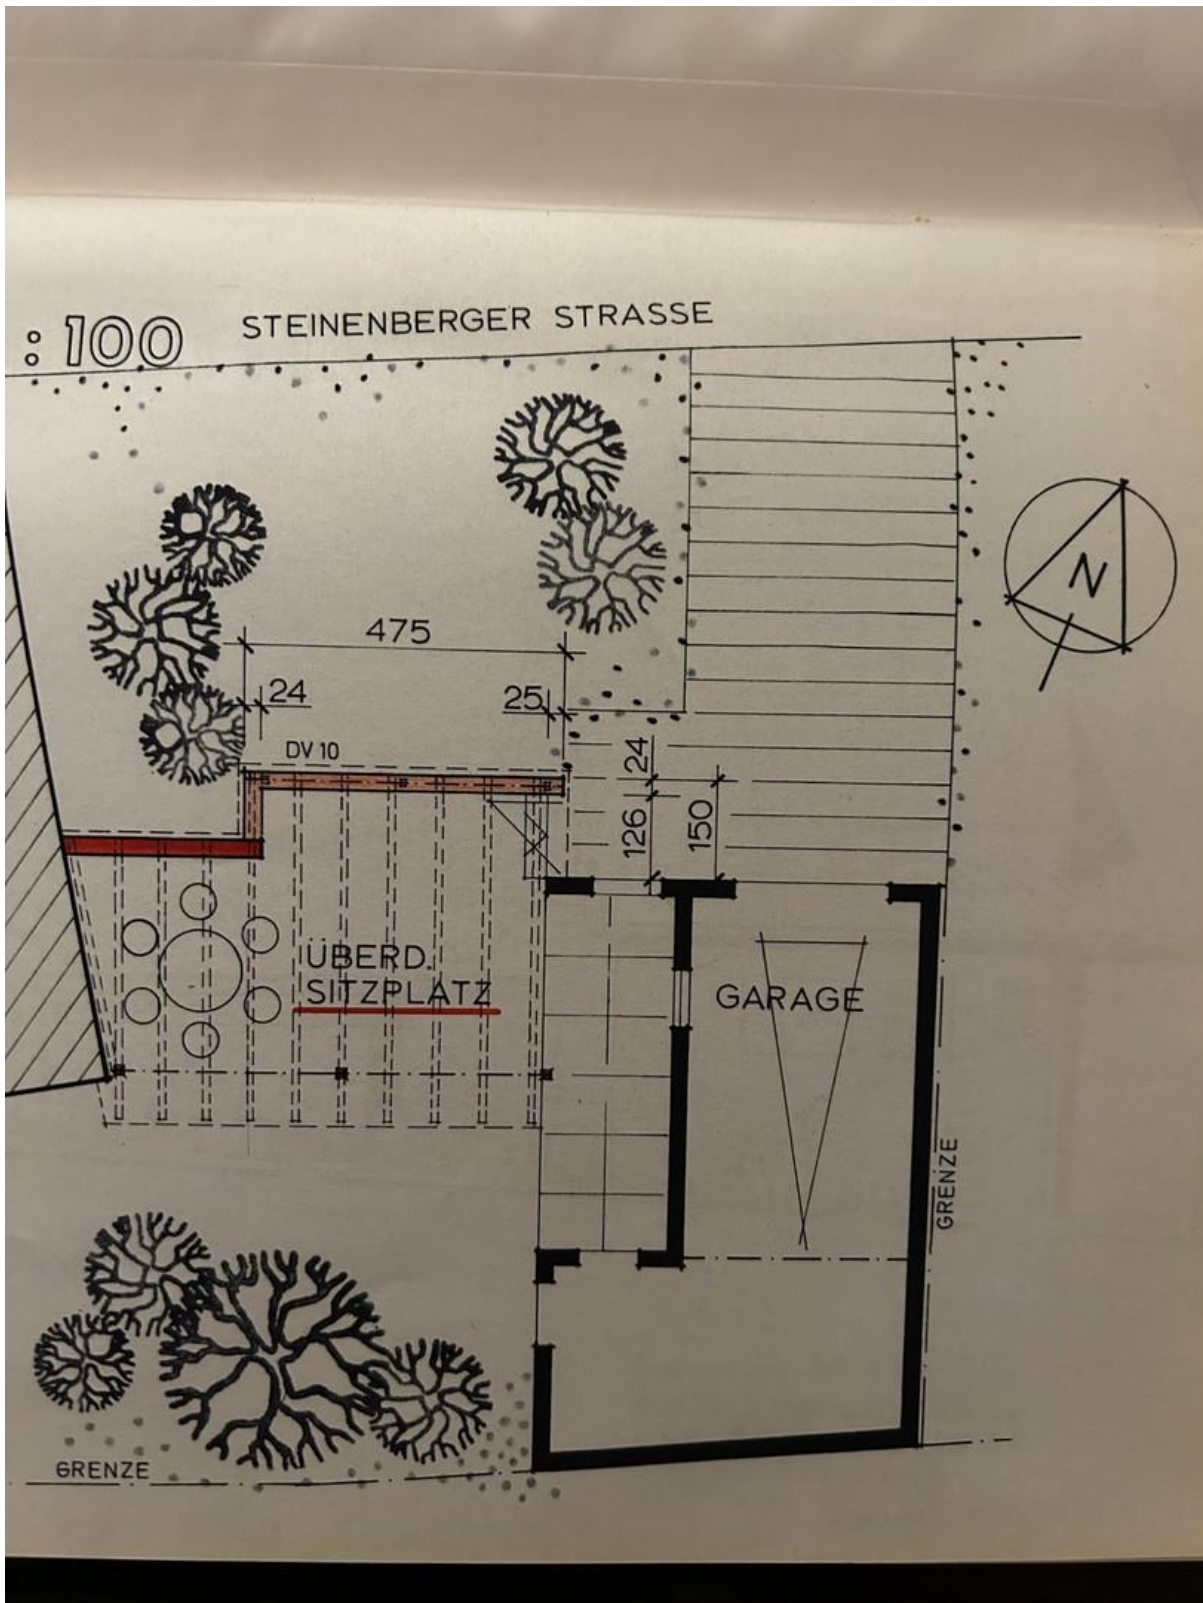 :100 STEINENBERGER STRASSE
N
475
24
25
DV 10
24
126
150
ÜBERD.
SITZPLATZ
GARAGE
GRENZE
GRENZE